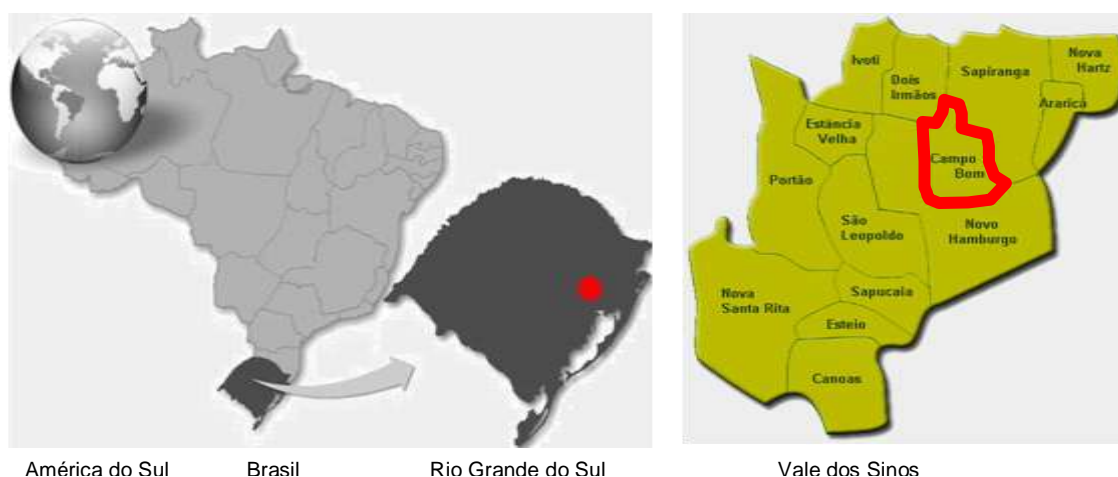 Ivoti
Dois
Irmãos
Sapiranga
Nova
Hartz
Araricá
Estância
Velha
Campo
Bom
Portão
São
Leopoldo
Novo
Hamburgo
Nova
Santa Rita
Sapucaia
Esteio
Canoas
América do Sul
Brasil
Rio Grande do Sul
Vale dos Sinos